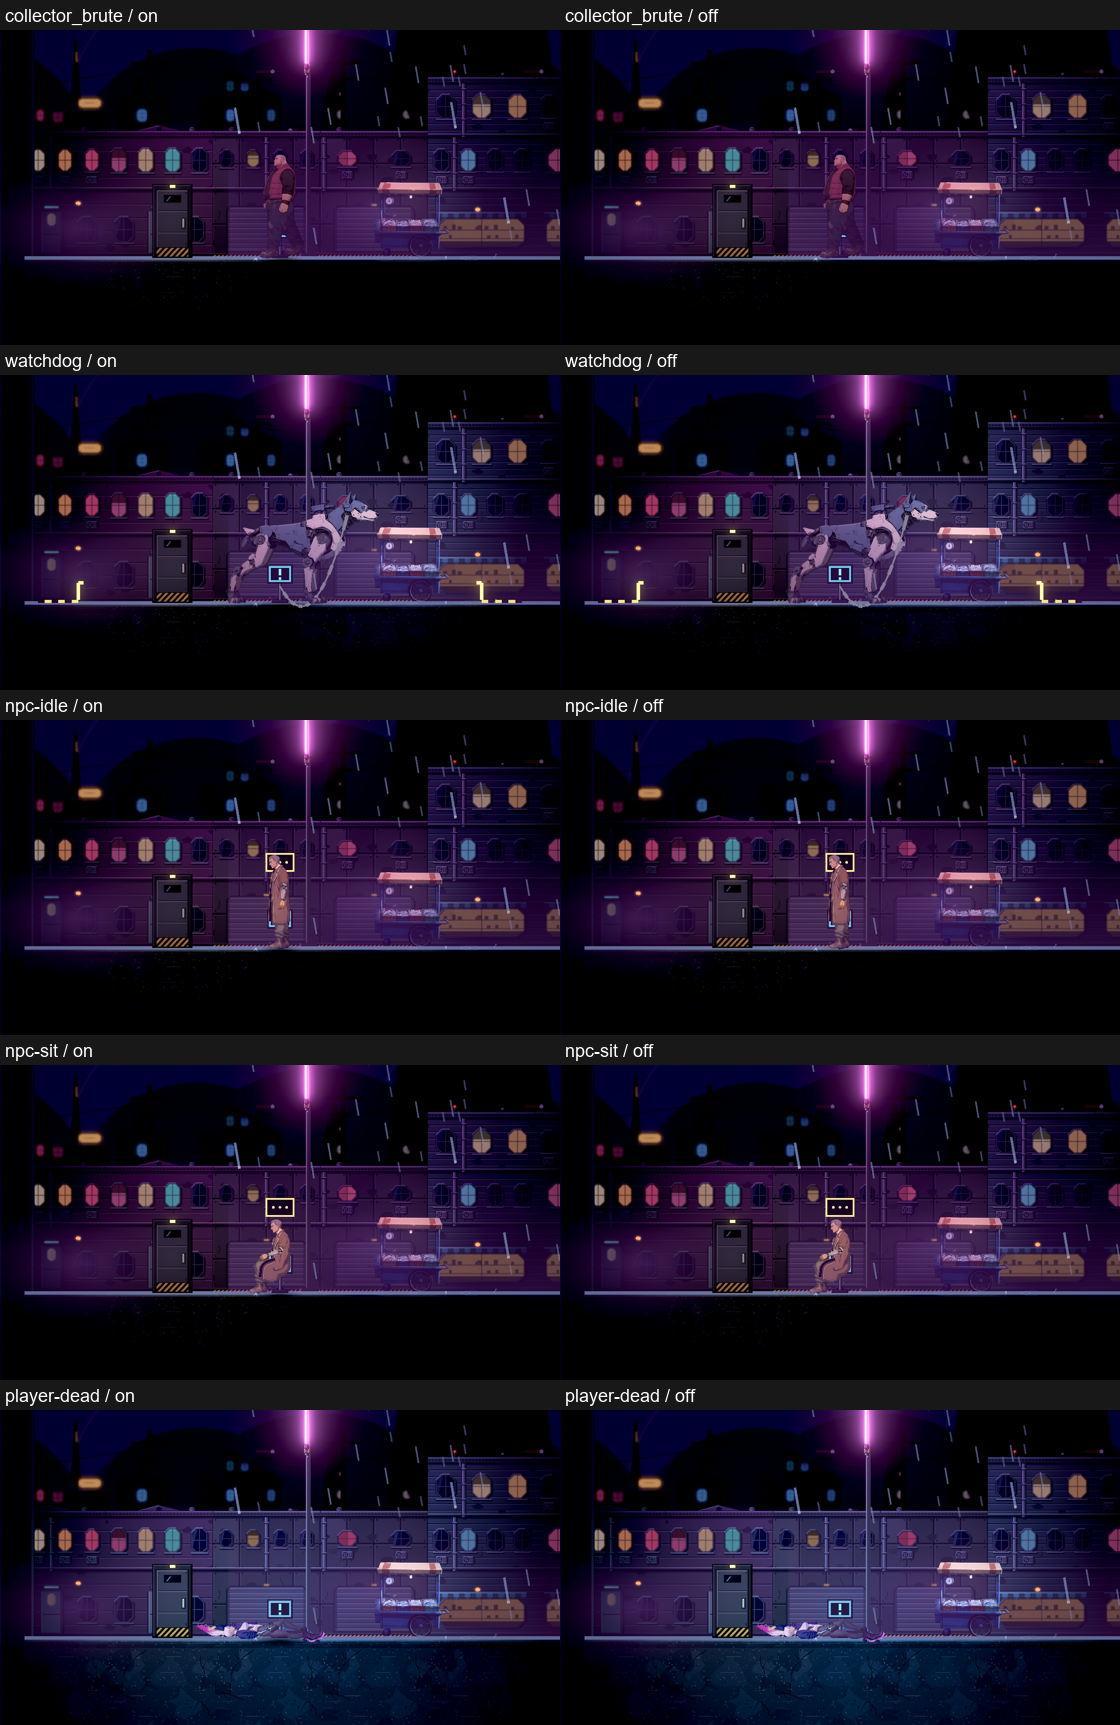 collector_brute / on
collector_brute / off
watchdog / on
watchdog / off
!
!
npc-idle / on
npc-idle / off
npc-sit / on
npc-sit / off
...
...
player-dead / on
player-dead / off
!
!